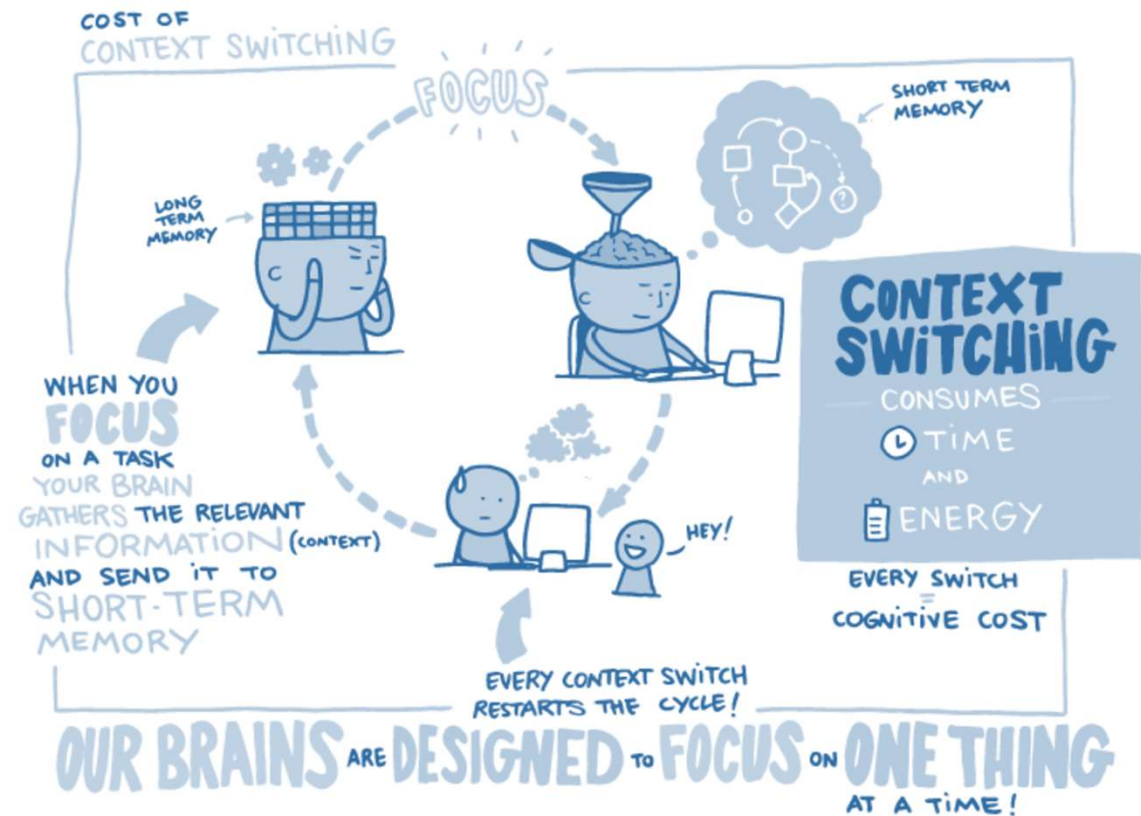 COST OF
CONTEXT SWITCHING
FOCUS
SHORT TERM
MEMORY
LONG
TERM
MEMORY
?
WHEN YOU
FOCUS
ON A TASK
YOUR BRAIN
GATHERS THE RELEVANT
INFORMATION (CONTEXT)
AND SEND IT TO
SHORT-TERM
MEMORY
HEY!
EVERY CONTEXT SWITCH
RESTARTS THE CYCLE!
CONTEXT
SWITCHING
CONSUMES
TIME
AND
ENERGY
EVERY SWITCH
=
COGNITIVE COST
OUR BRAINS ARE DESIGNED TO FOCUS ON ONE THING
AT A TIME!